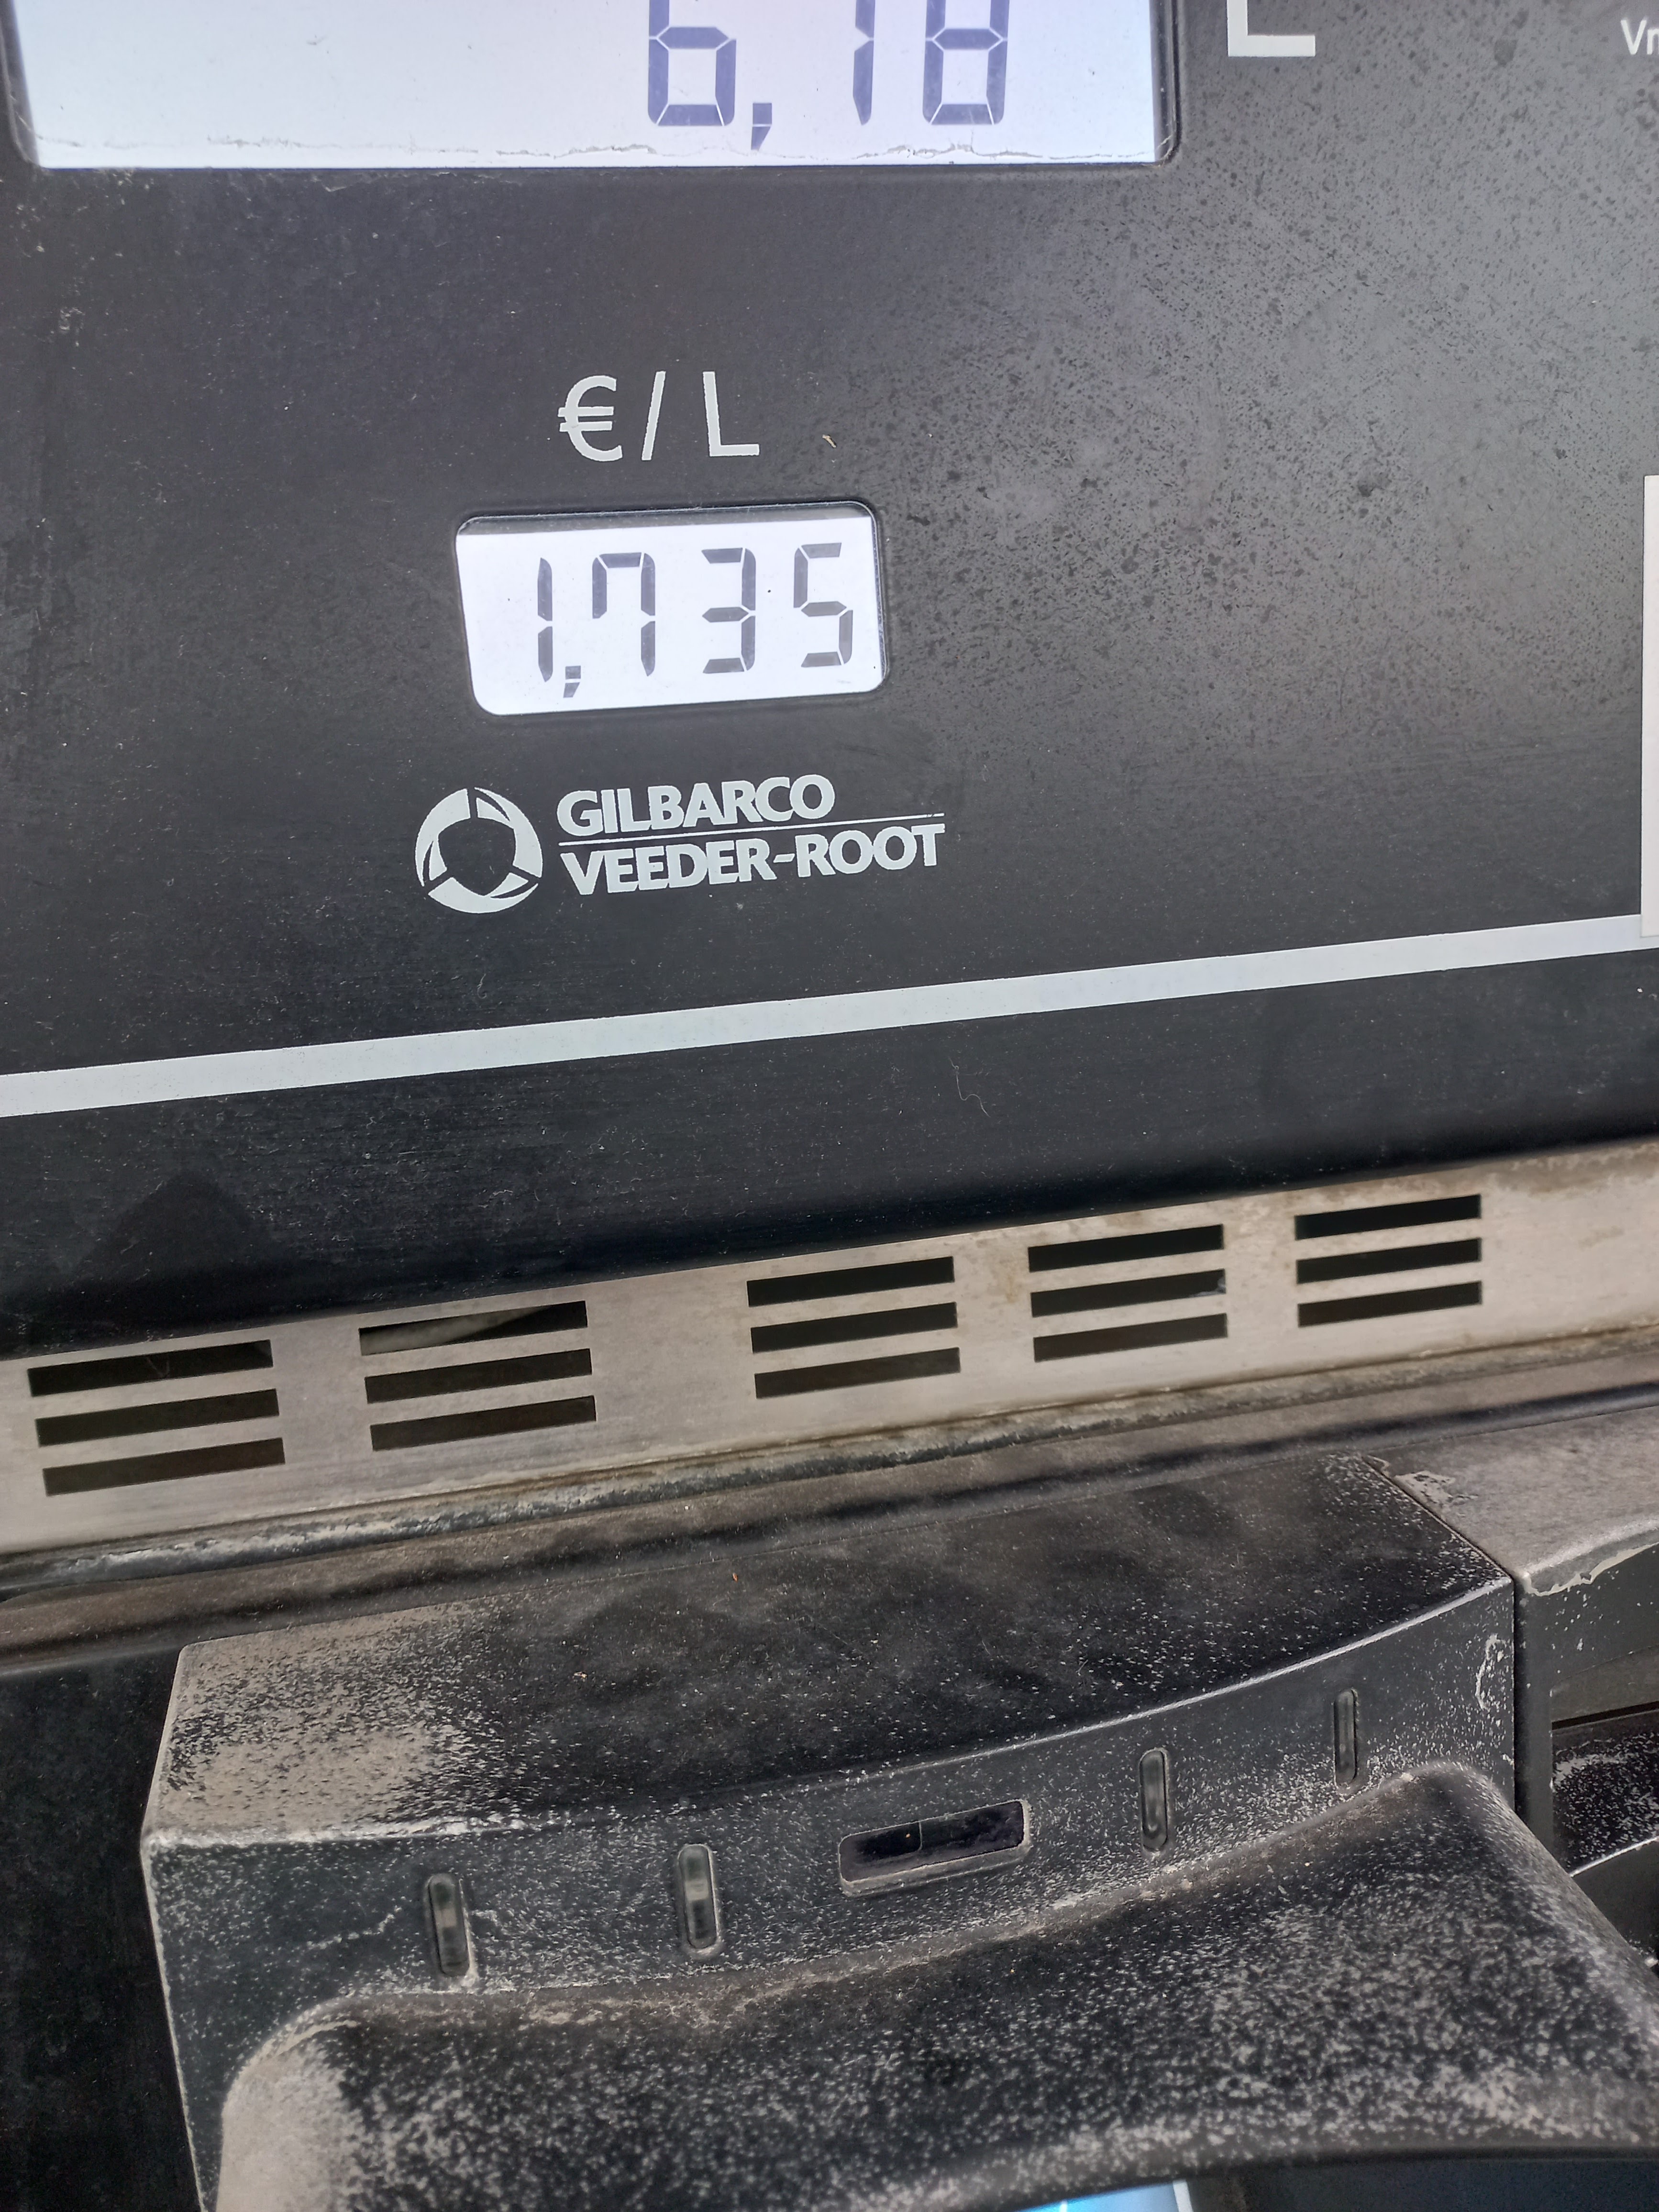 6,18 L
€/L
1,735
GILBARCO
VEEDER-ROOT